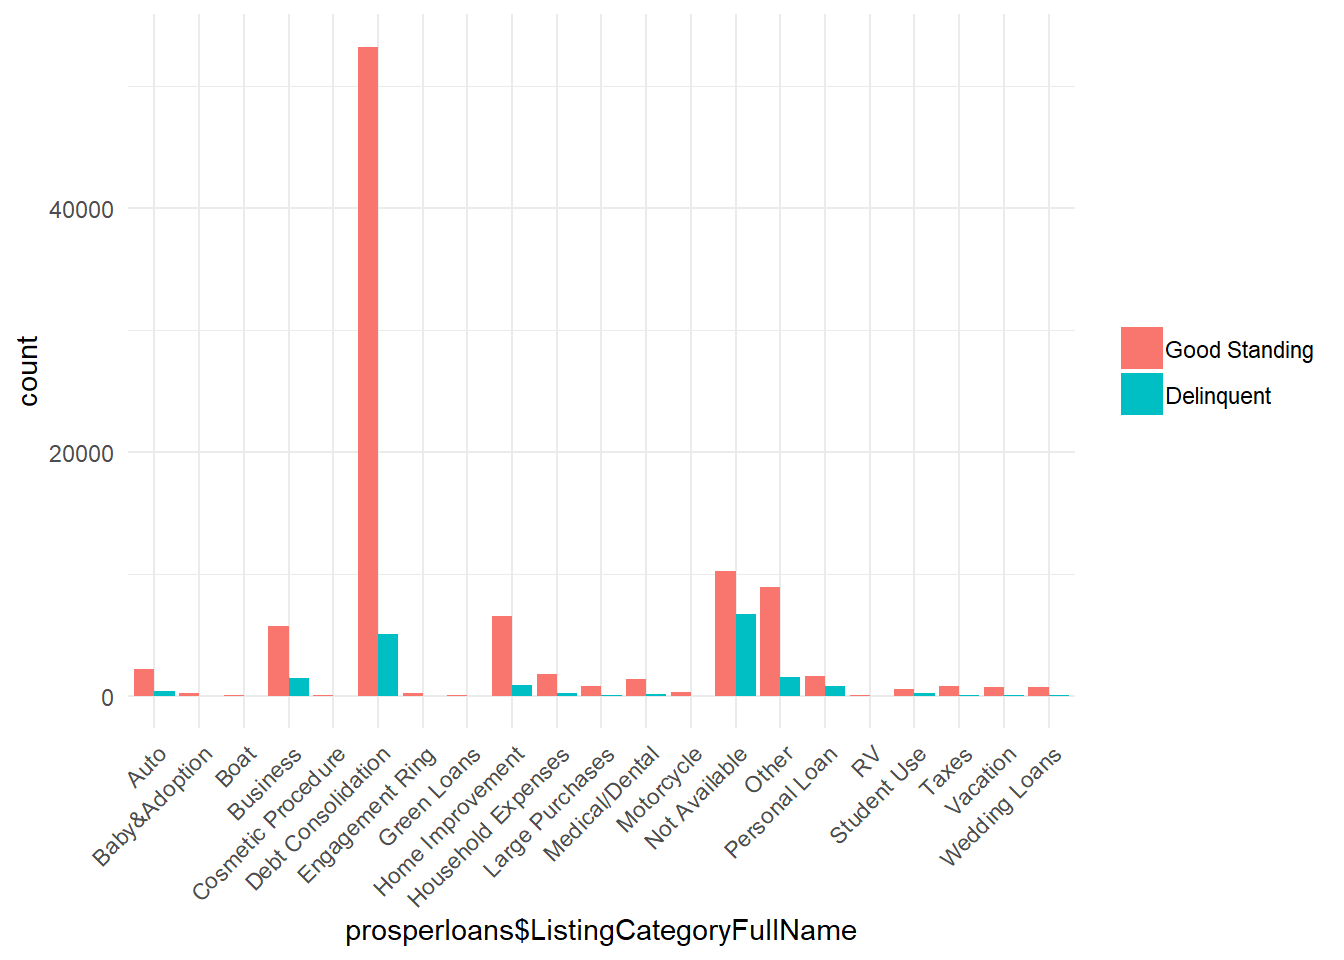 40000
20000
0
count
Auto
Baby&Adoption
Boat
Business
Cosmetic Procedure
Debt Consolidation
Engagement Ring
Green Loans
Home Improvement
Household Expenses
Large Purchases
Medical/Dental
Motorcycle
Not Available
Other
Personal Loan
RV
Student Use
Taxes
Vacation
Wedding Loans
prosperloans$ListingCategoryFullName
Good Standing
Delinquent